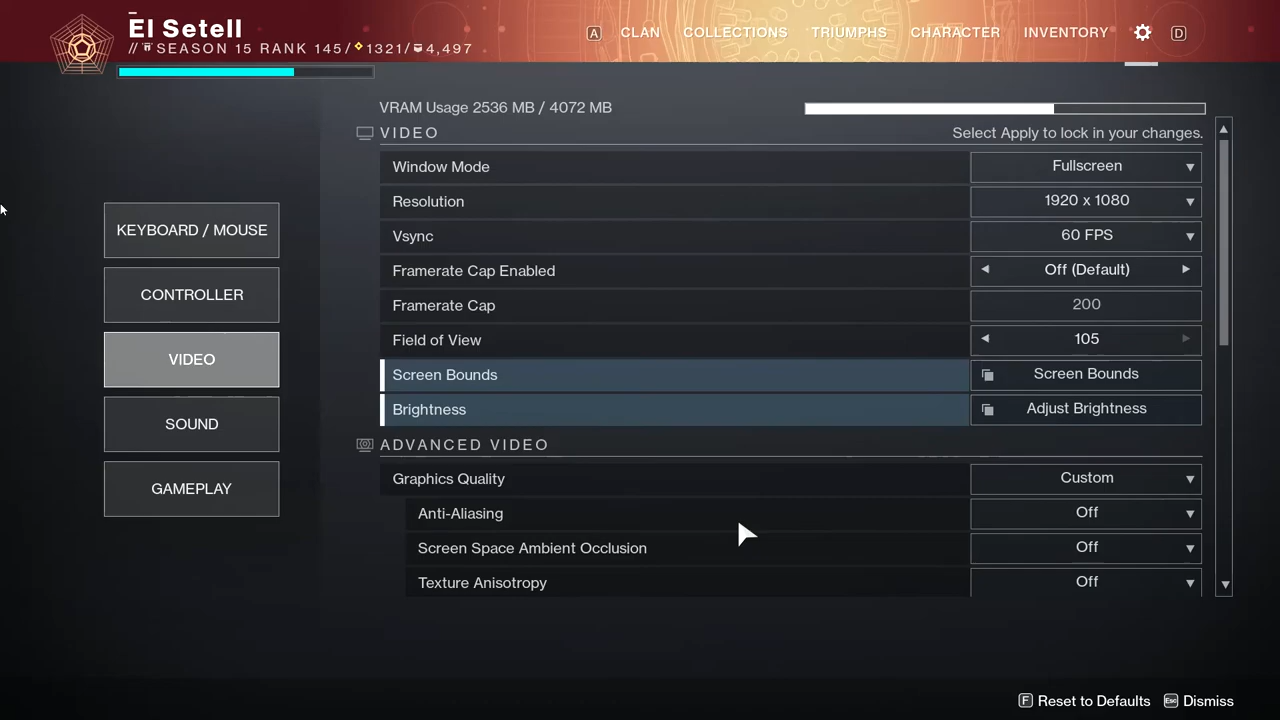 El Setell
// SEASON 15 RANK 145/ 1321/ 4,497
A CLAN COLLECTIONS TRIUMPHS CHARACTER INVENTORY D
VRAM Usage 2536 MB / 4072 MB
VIDEO Select Apply to lock in your changes.
Window Mode Fullscreen
Resolution 1920 x 1080
Vsync 60 FPS
Framerate Cap Enabled Off (Default)
Framerate Cap 200
Field of View 105
Screen Bounds Screen Bounds
Brightness Adjust Brightness
ADVANCED VIDEO
Graphics Quality Custom
Anti-Aliasing Off
Screen Space Ambient Occlusion Off
Texture Anisotropy Off
KEYBOARD / MOUSE
CONTROLLER
VIDEO
SOUND
GAMEPLAY
F Reset to Defaults Esc Dismiss